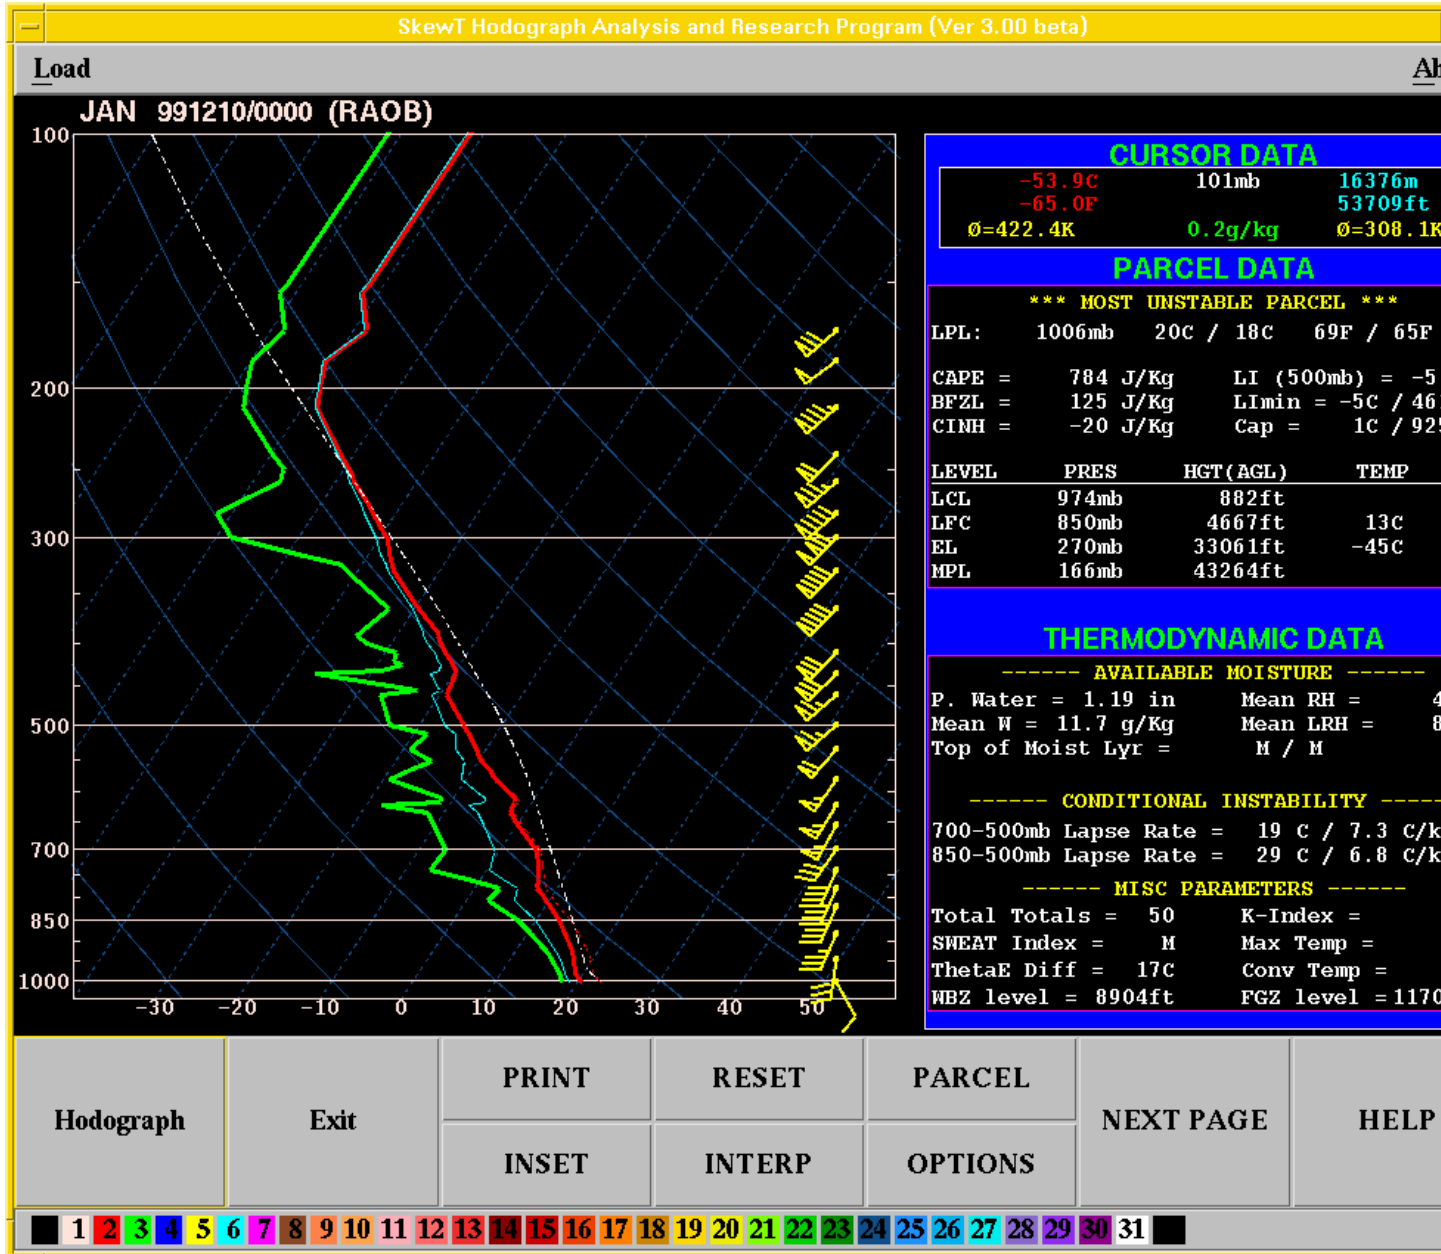 SkewT Hodograph Analysis and Research Program (Ver 3.00 beta)
Load
JAN 991210/0000 (RAOB)
100
200
300
500
700
850
1000
-30 -20 -10 0 10 20 30 40 50
CURSOR DATA
-53.9C 101mb 16376m
-65.0F 53709ft
Ø=422.4K 0.2g/kg Ø=308.1K
PARCEL DATA
*** MOST UNSTABLE PARCEL ***
LPL: 1006mb 20C / 18C 69F / 65F
CAPE = 784 J/Kg LI (500mb) = -5
BFZL = 125 J/Kg LImin = -5C / 46
CINH = -20 J/Kg Cap = 1C / 925
LEVEL PRES HGT(AGL) TEMP
LCL 974mb 882ft
LFC 850mb 4667ft 13C
EL 270mb 33061ft -45C
MPL 166mb 43264ft
THERMODYNAMIC DATA
------ AVAILABLE MOISTURE ------
P. Water = 1.19 in Mean RH = 4
Mean W = 11.7 g/Kg Mean LRH = 8
Top of Moist Lyr = M / M
------ CONDITIONAL INSTABILITY -----
700-500mb Lapse Rate = 19 C / 7.3 C/k
850-500mb Lapse Rate = 29 C / 6.8 C/k
------ MISC PARAMETERS ------
Total Totals = 50 K-Index =
SWEAT Index = M Max Temp =
ThetaE Diff = 17C Conv Temp =
WBZ level = 8904ft FGZ level =1170
Hodograph
Exit
PRINT
RESET
PARCEL
NEXT PAGE
HELP
INSET
INTERP
OPTIONS
1 2 3 4 5 6 7 8 9 10 11 12 13 14 15 16 17 18 19 20 21 22 23 24 25 26 27 28 29 30 31